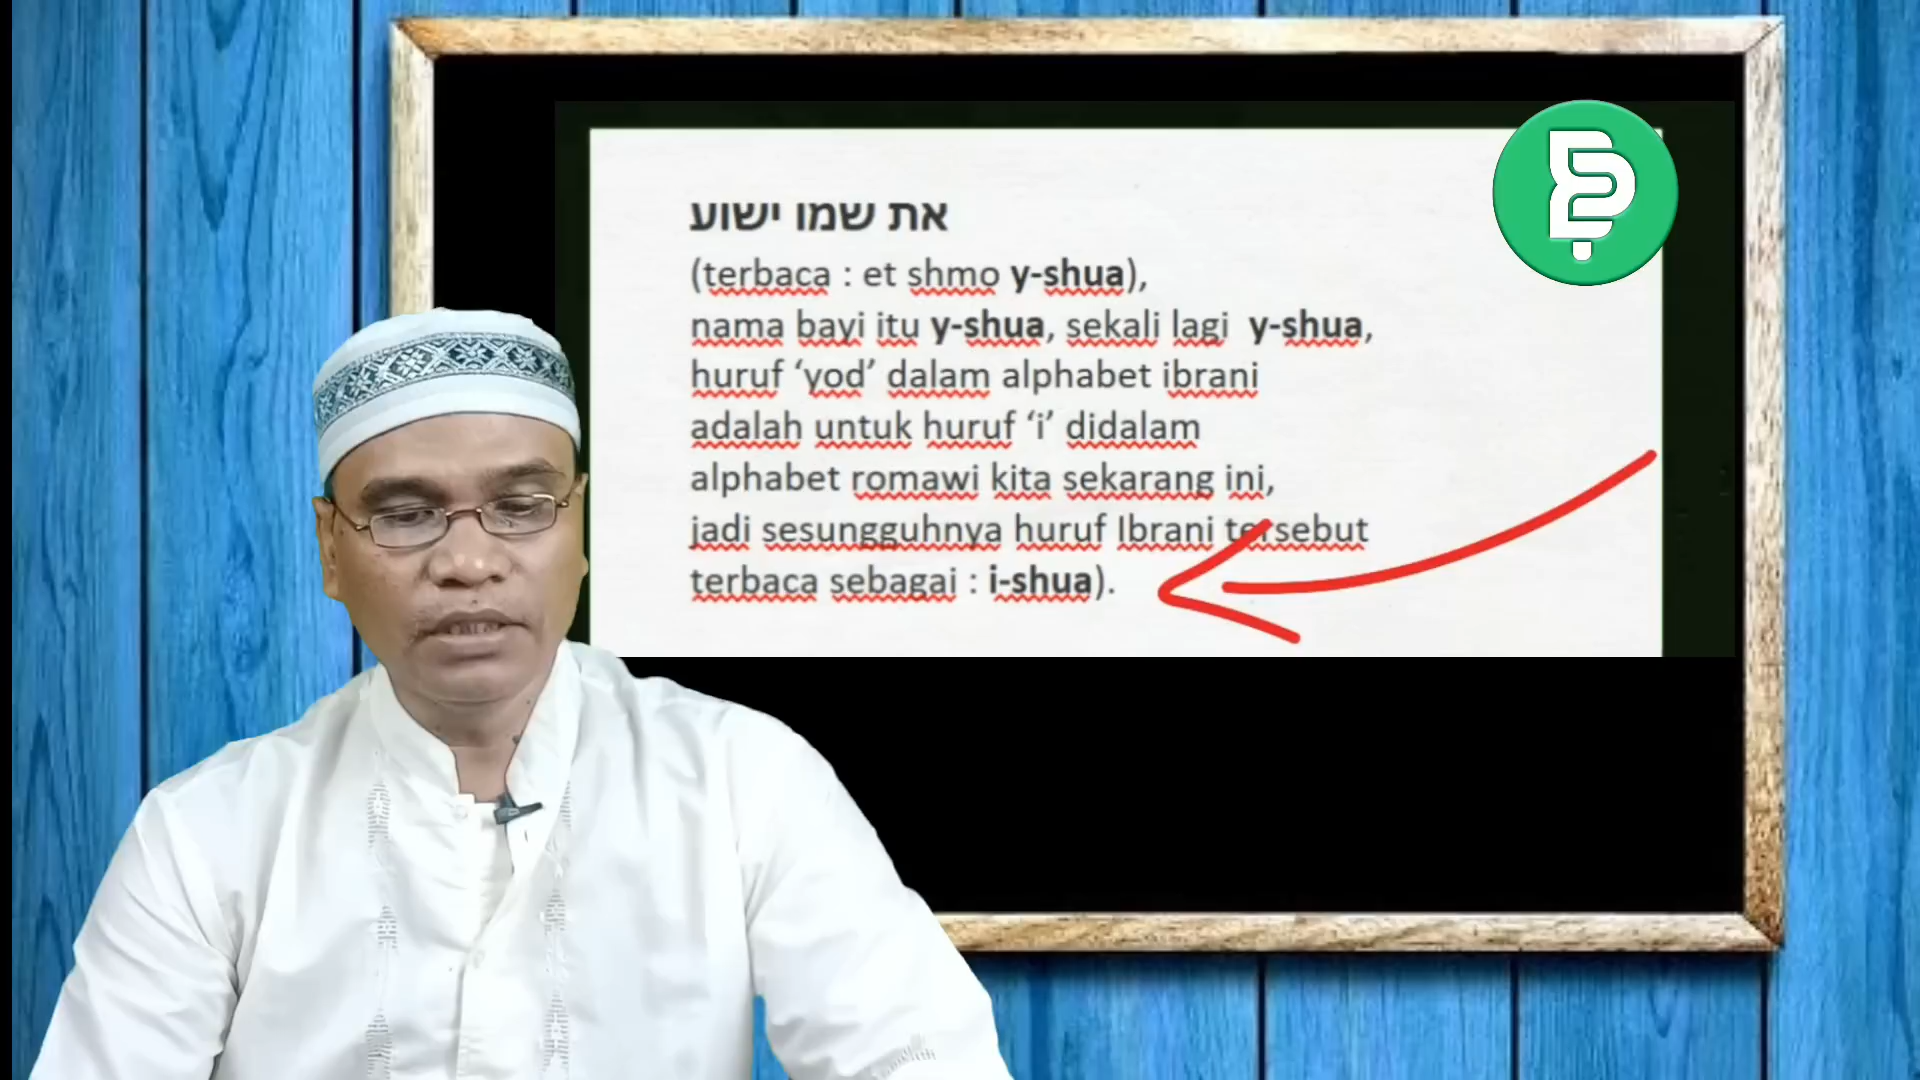 את שמו ישוע
(terbaca : et shmo y-shua),
nama bayi itu y-shua, sekali lagi y-shua,
huruf ‘yod’ dalam alphabet ibrani
adalah untuk huruf ‘i’ didalam
alphabet romawi kita sekarang ini,
jadi sesungguhnya huruf Ibrani tersebut
terbaca sebagai : i-shua).